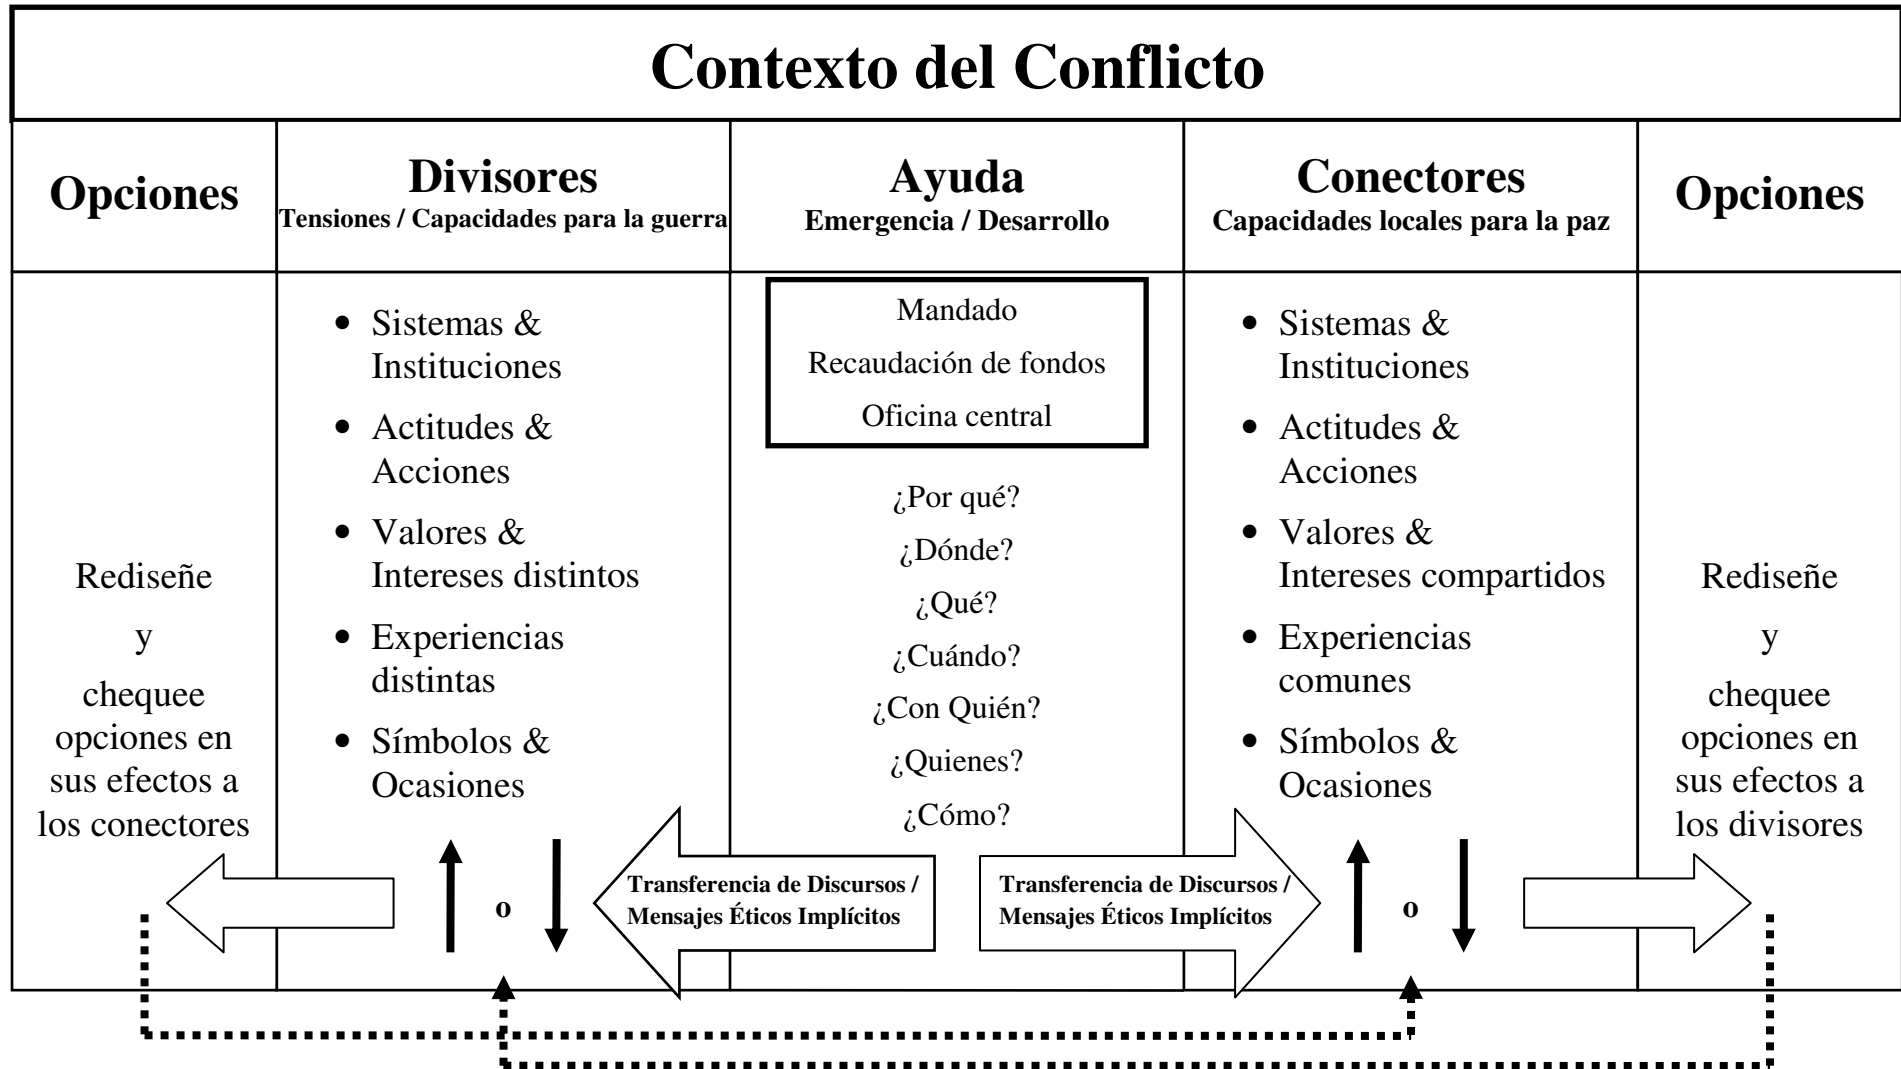 Contexto del Conflicto
Opciones
Divisores
Tensiones / Capacidades para la guerra
Ayuda
Emergencia / Desarrollo
Conectores
Capacidades locales para la paz
Opciones
Rediseñe
y
chequee
opciones en
sus efectos a
los conectores
• Sistemas &
Instituciones
• Actitudes &
Acciones
• Valores &
Intereses distintos
• Experiencias
distintas
• Símbolos &
Ocasiones
o
Mandado
Recaudación de fondos
Oficina central
¿Por qué?
¿Dónde?
¿Qué?
¿Cuándo?
¿Con Quién?
¿Quienes?
¿Cómo?
Transferencia de Discursos /
Mensajes Éticos Implícitos
Transferencia de Discursos /
Mensajes Éticos Implícitos
• Sistemas &
Instituciones
• Actitudes &
Acciones
• Valores &
Intereses compartidos
• Experiencias
comunes
• Símbolos &
Ocasiones
o
Rediseñe
y
chequee
opciones en
sus efectos a
los divisores